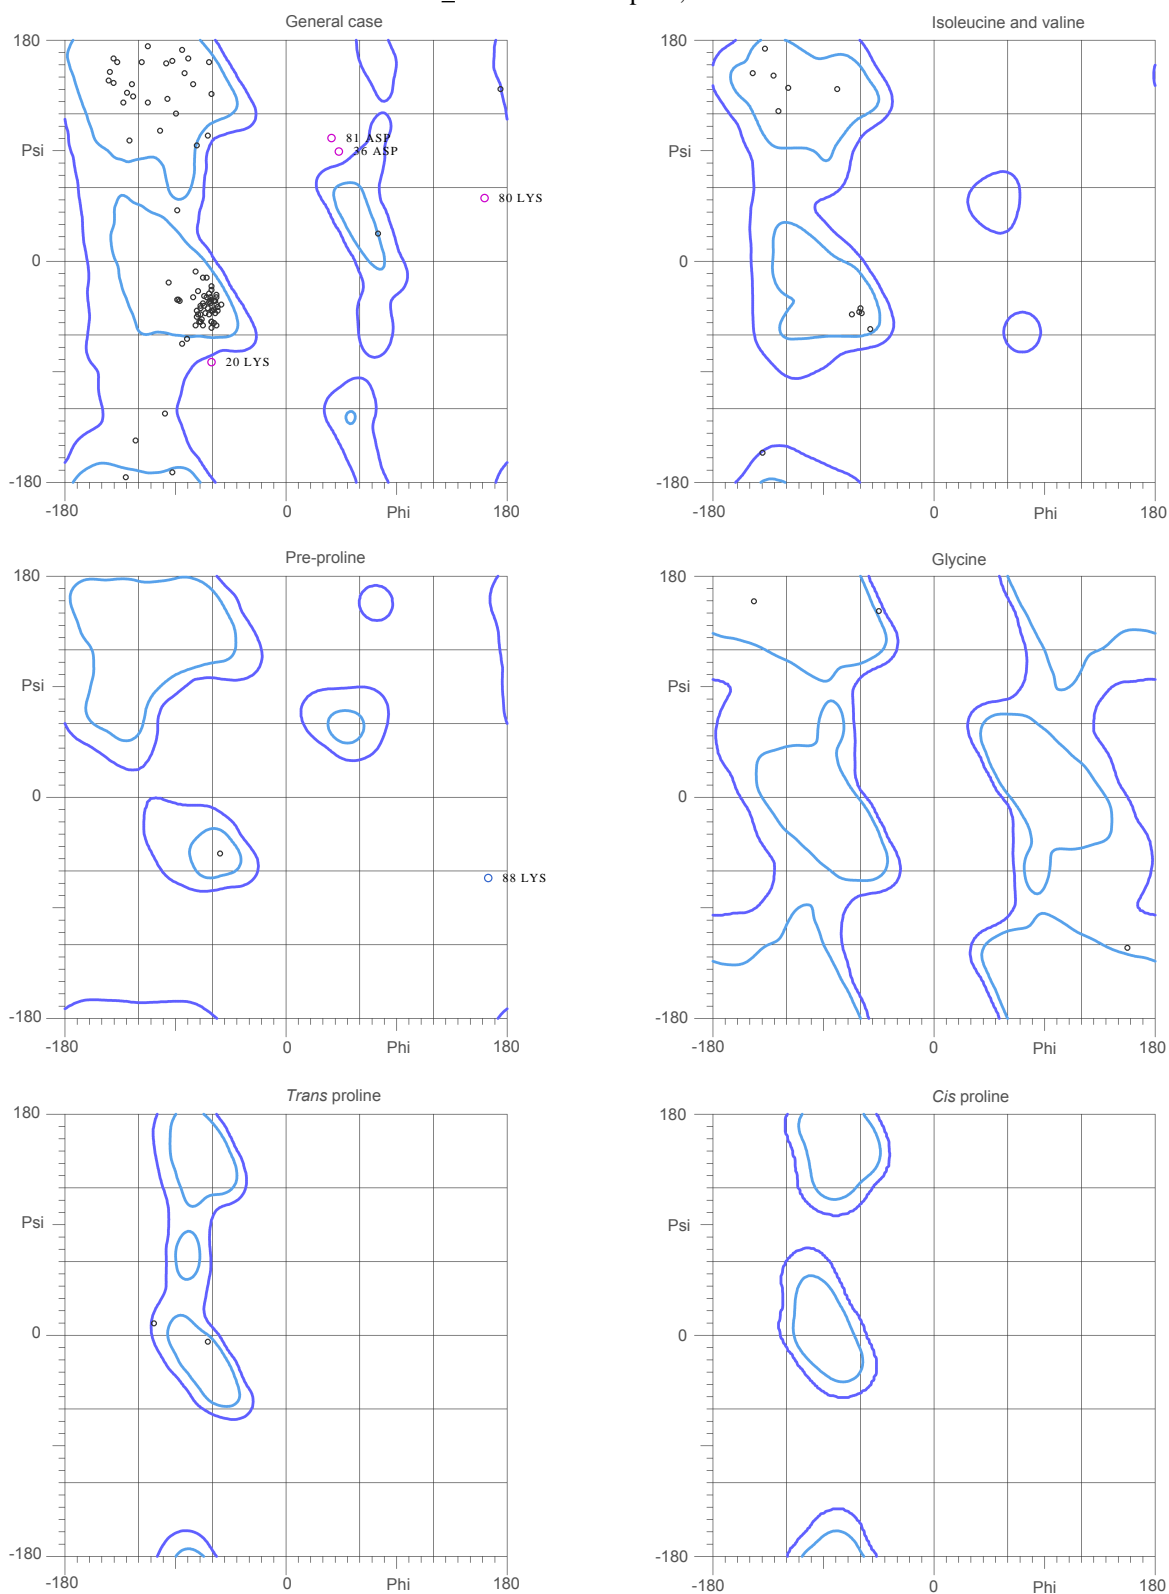 General case
180
81 ASP
36 ASP
Psi
80 LYS
0
20 LYS
-180
-180
0
Phi
180
Isoleucine and valine
180
Psi
0
-180
-180
0
Phi
180
Pre-proline
180
Psi
0
88 LYS
-180
-180
0
Phi
180
Glycine
180
Psi
0
-180
-180
0
Phi
180
Trans proline
180
Psi
0
-180
-180
0
Phi
180
Cis proline
180
Psi
0
-180
-180
0
Phi
180